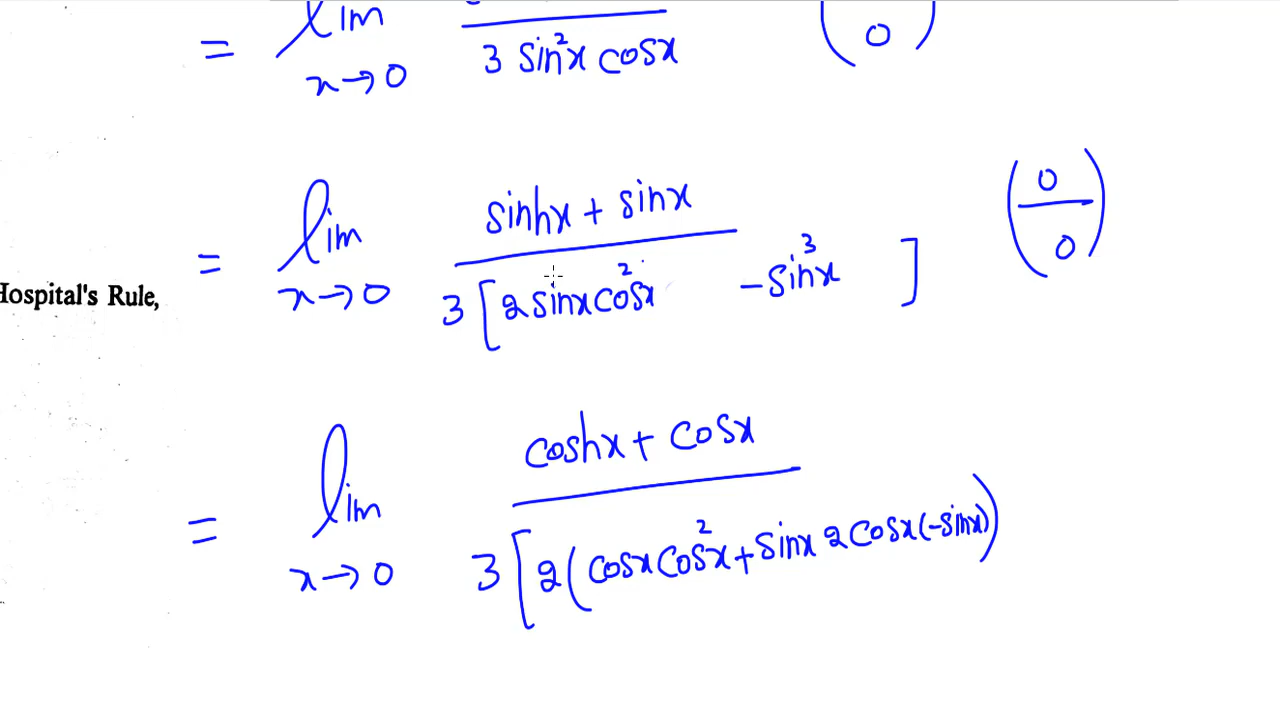 = lim x→0 / 3 sin²x cosx (0)
= lim x→0 (sinhx + sinx) / 3[2 sinx cos²x - sin³x] (0/0)
Hospital's Rule,
= lim x→0 (coshx + cosx) / 3[2(cosx cos²x + sinx 2cosx(-sinx))